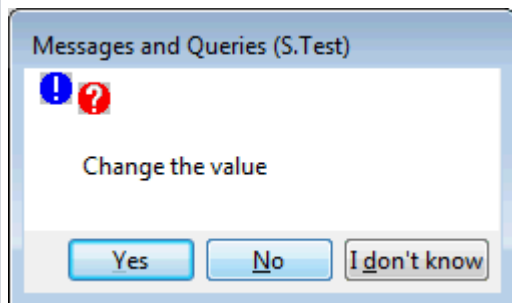 Messages and Queries (S.Test)
! ?
Change the value
Yes No I don't know